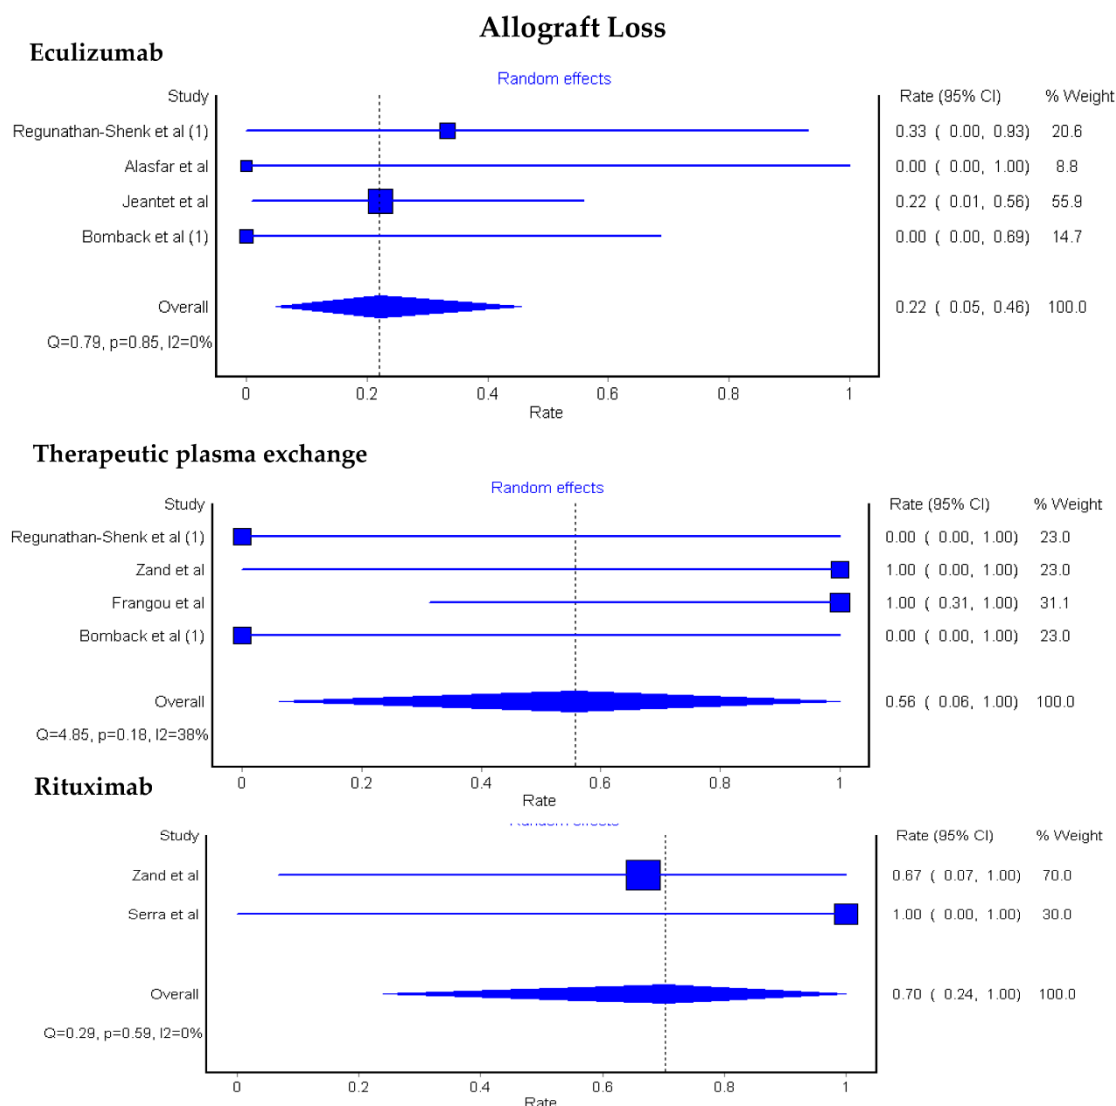 Allograft Loss
Eculizumab
Random effects
Study Rate (95% CI) % Weight
Regunathan-Shenk et al (1) 0.33 ( 0.00, 0.93) 20.6
Alasfar et al 0.00 ( 0.00, 1.00) 8.8
Jeantet et al 0.22 ( 0.01, 0.56) 55.9
Bomback et al (1) 0.00 ( 0.00, 0.69) 14.7
Overall 0.22 ( 0.05, 0.46) 100.0
Q=0.79, p=0.85, I2=0%
0 0.2 0.4 0.6 0.8 1
Rate
Therapeutic plasma exchange
Random effects
Study Rate (95% CI) % Weight
Regunathan-Shenk et al (1) 0.00 ( 0.00, 1.00) 23.0
Zand et al 1.00 ( 0.00, 1.00) 23.0
Frangou et al 1.00 ( 0.31, 1.00) 31.1
Bomback et al (1) 0.00 ( 0.00, 1.00) 23.0
Overall 0.56 ( 0.06, 1.00) 100.0
Q=4.85, p=0.18, I2=38%
0 0.2 0.4 0.6 0.8 1
Rate
Rituximab
Random effects
Study Rate (95% CI) % Weight
Zand et al 0.67 ( 0.07, 1.00) 70.0
Serra et al 1.00 ( 0.00, 1.00) 30.0
Overall 0.70 ( 0.24, 1.00) 100.0
Q=0.29, p=0.59, I2=0%
0 0.2 0.4 0.6 0.8 1
Rate